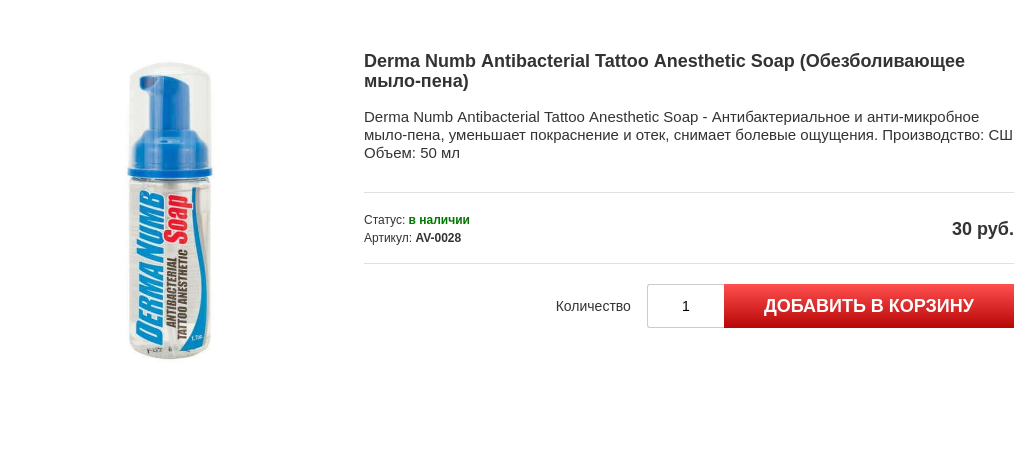 Derma Numb Antibacterial Tattoo Anesthetic Soap (Обезболивающее
мыло-пена)
Derma Numb Antibacterial Tattoo Anesthetic Soap - Антибактериальное и анти-микробное
мыло-пена, уменьшает покраснение и отек, снимает болевые ощущения. Производство: СШ
Объем: 50 мл
DERMA NUMB
Soap
ANTIBACTERIAL
TATTOO ANESTHETIC
Статус: в наличии
Артикул: AV-0028
30 руб.
Количество
1
ДОБАВИТЬ В КОРЗИНУ